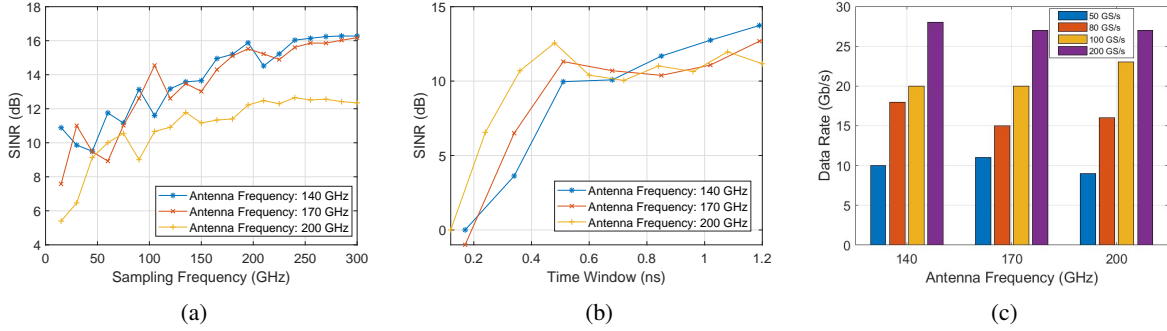 18
16
14
12
10
8
6
4
SINR (dB)
0 50 100 150 200 250 300
Sampling Frequency (GHz)
Antenna Frequency: 140 GHz
Antenna Frequency: 170 GHz
Antenna Frequency: 200 GHz
(a)
15
10
5
0
SINR (dB)
0.2 0.4 0.6 0.8 1 1.2
Time Window (ns)
Antenna Frequency: 140 GHz
Antenna Frequency: 170 GHz
Antenna Frequency: 200 GHz
(b)
30
25
20
15
10
5
0
Data Rate (Gb/s)
50 GS/s
80 GS/s
100 GS/s
200 GS/s
140 170 200
Antenna Frequency (GHz)
(c)